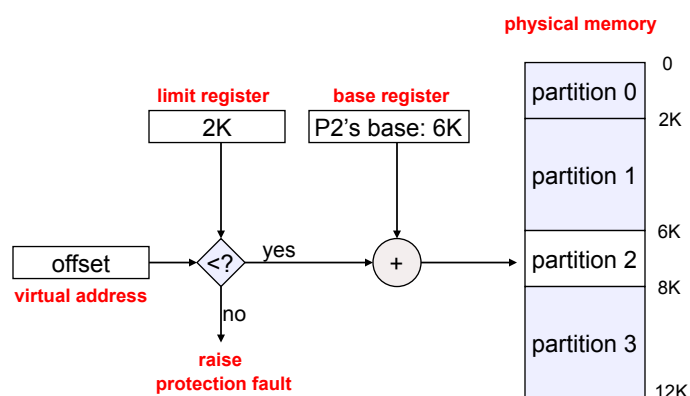 physical memory
0
limit register
base register
partition 0
2K
P2's base: 6K
2K
partition 1
6K
yes
offset
<?
+
partition 2
virtual address
8K
no
partition 3
raise
protection fault
12K